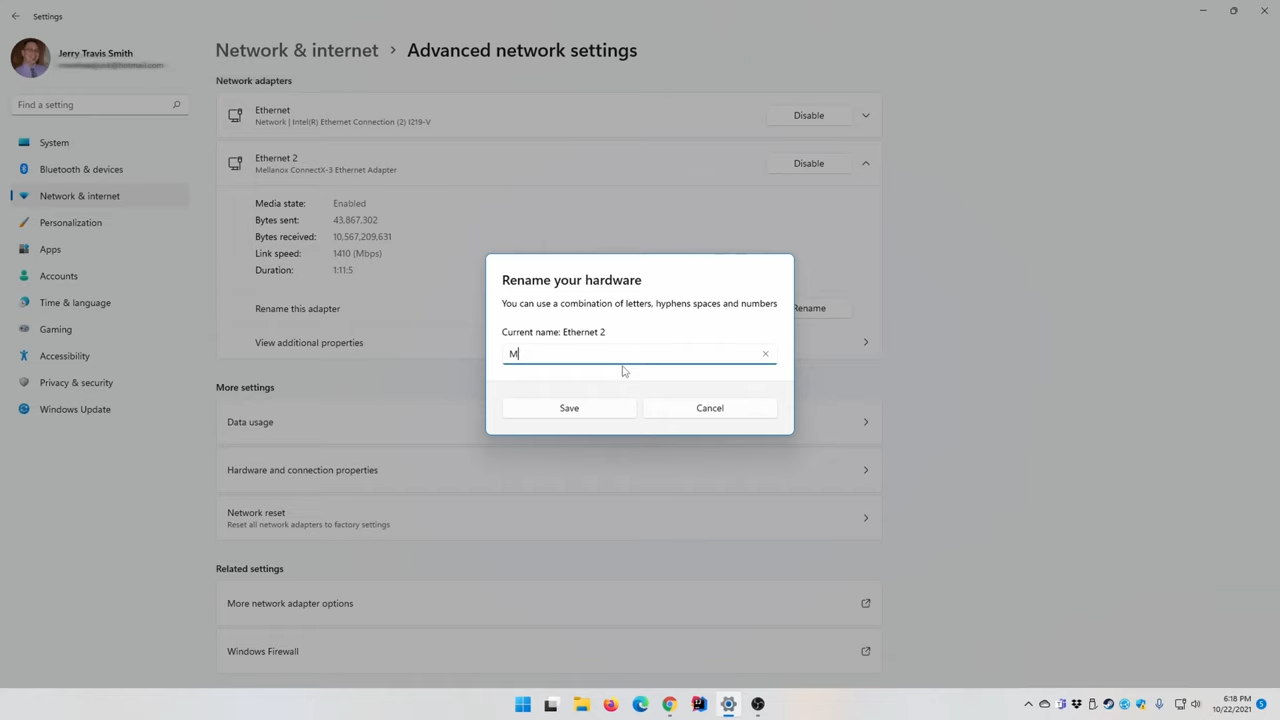 Settings
Jerry Travis Smith
Find a setting
System
Bluetooth & devices
Network & internet
Personalization
Apps
Accounts
Time & language
Gaming
Accessibility
Privacy & security
Windows Update
Network & internet › Advanced network settings
Network adapters
Ethernet
Network | Intel(R) Ethernet Connection (2) I219-V
Disable
Ethernet 2
Mellanox ConnectX-3 Ethernet Adapter
Disable
Media state: Enabled
Bytes sent: 43,867,302
Bytes received: 10,567,209,631
Link speed: 1410 (Mbps)
Duration: 1:11:5
Rename this adapter
Rename
View additional properties
More settings
Data usage
Hardware and connection properties
Network reset
Reset all network adapters to factory settings
Related settings
More network adapter options
Windows Firewall
Rename your hardware
You can use a combination of letters, hyphens spaces and numbers
Current name: Ethernet 2
M
Save
Cancel
6:18 PM
10/22/2021